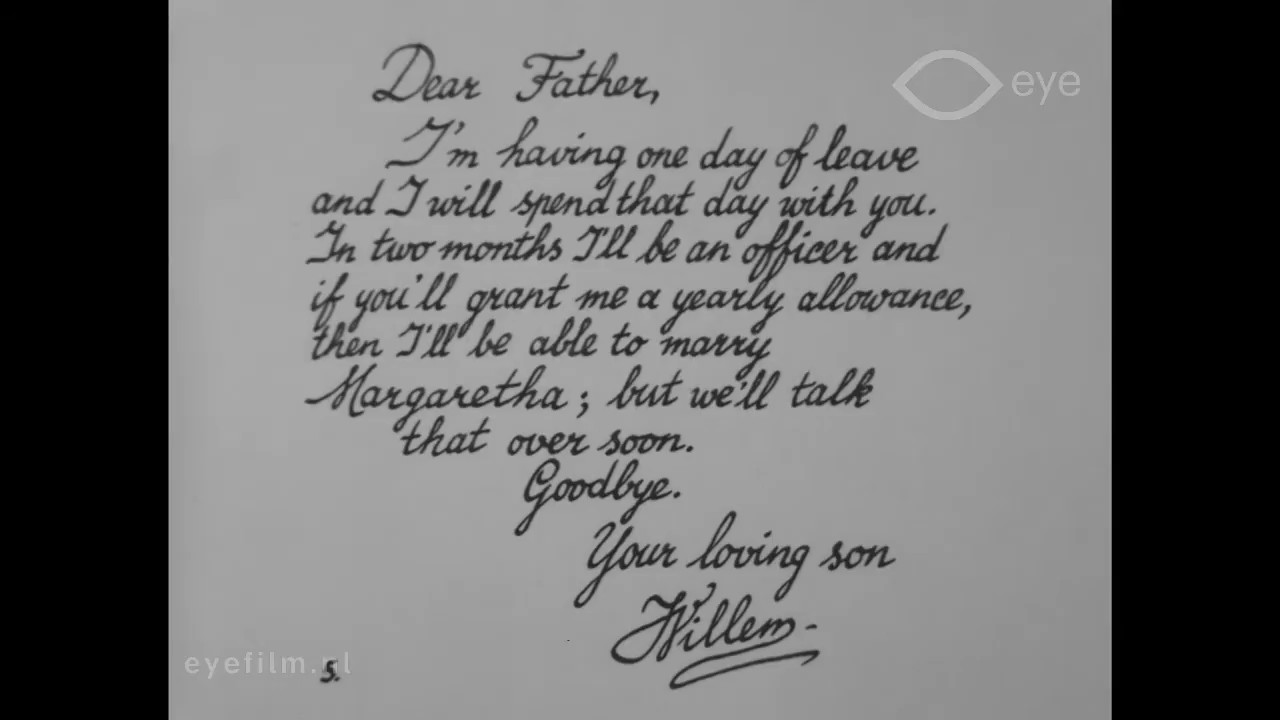 eye
Dear Father,
I'm having one day of leave
and I will spend that day with you.
In two months I'll be an officer and
if you'll grant me a yearly allowance,
then I'll be able to marry
Margaretha; but we'll talk
that over soon.
Goodbye.
Your loving son
Willem-
eyefilm.nl
5.